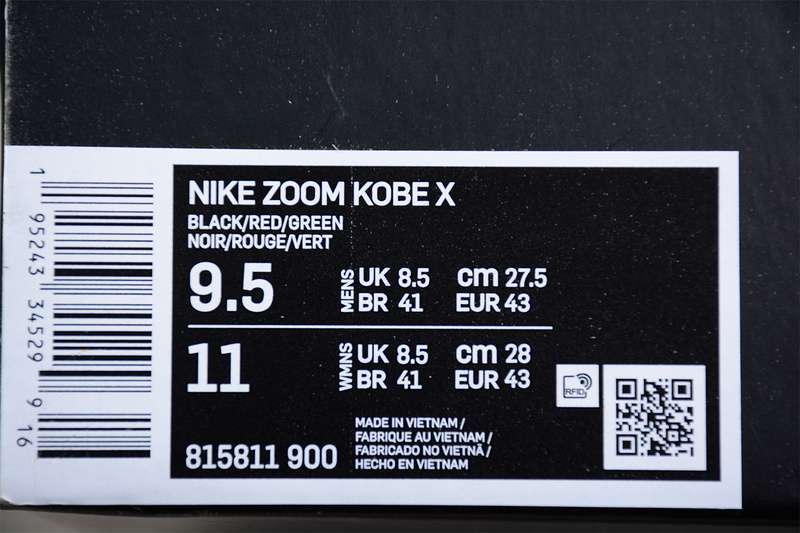 1 95243 34529 9 16
NIKE ZOOM KOBE X
BLACK/RED/GREEN
NOIR/ROUGE/VERT
9.5 MENS UK 8.5 cm 27.5
BR 41 EUR 43
11 WMNS UK 8.5 cm 28
BR 41 EUR 43
RFID
815811 900
MADE IN VIETNAM /
FABRIQUE AU VIETNAM /
FABRICADO NO VIETNÃ /
HECHO EN VIETNAM